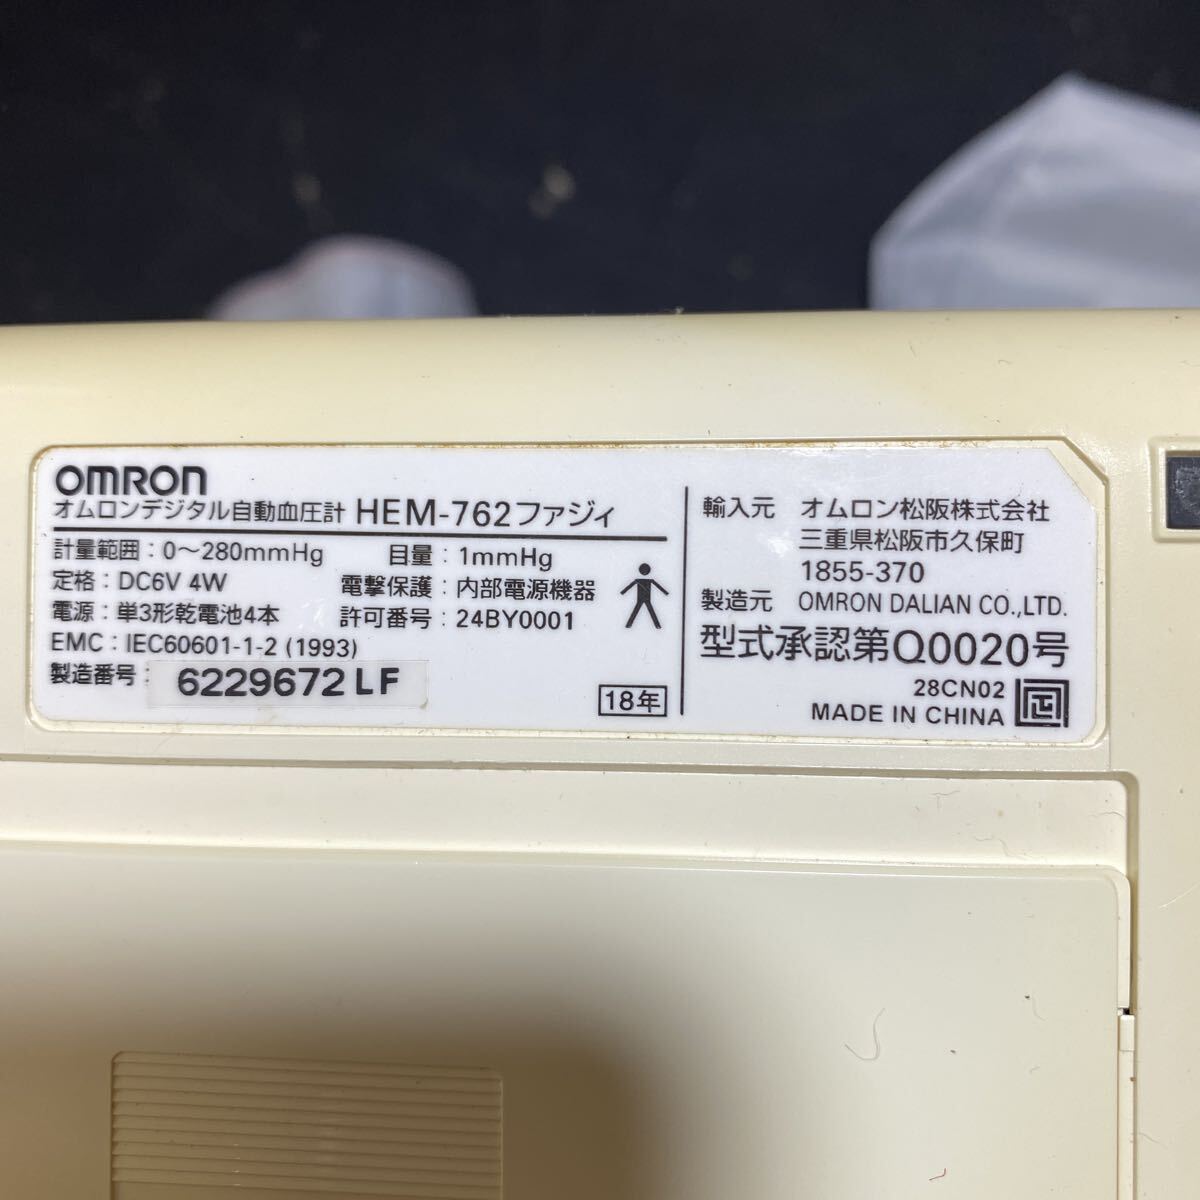 OMRON
オムロンデジタル自動血圧計 HEM-762ファジィ
計量範囲：0～280mmHg 目量：1mmHg
定格：DC6V 4W 電撃保護：内部電源機器
電源：単3形乾電池4本 許可番号：24BY0001
EMC：IEC60601-1-2 (1993)
製造番号： 6229672 LF
18年
輸入元 オムロン松阪株式会社
三重県松阪市久保町
1855-370
製造元 OMRON DALIAN CO.,LTD.
型式承認第Q0020号
28CN02
MADE IN CHINA